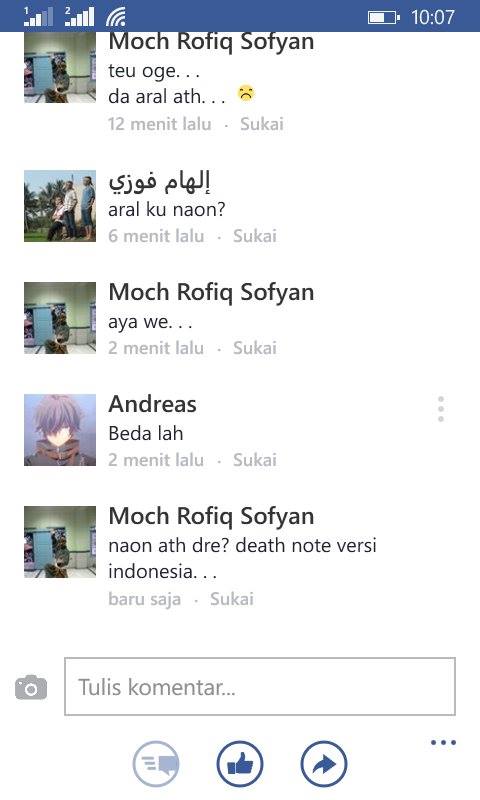 1 2 10:07
Moch Rofiq Sofyan
teu oge. . .
da aral ath. . .
12 menit lalu · Sukai
إلهام فوزي
aral ku naon?
6 menit lalu · Sukai
Moch Rofiq Sofyan
aya we. . .
2 menit lalu · Sukai
Andreas
Beda lah
2 menit lalu · Sukai
Moch Rofiq Sofyan
naon ath dre? death note versi
indonesia. . .
baru saja · Sukai
Tulis komentar...